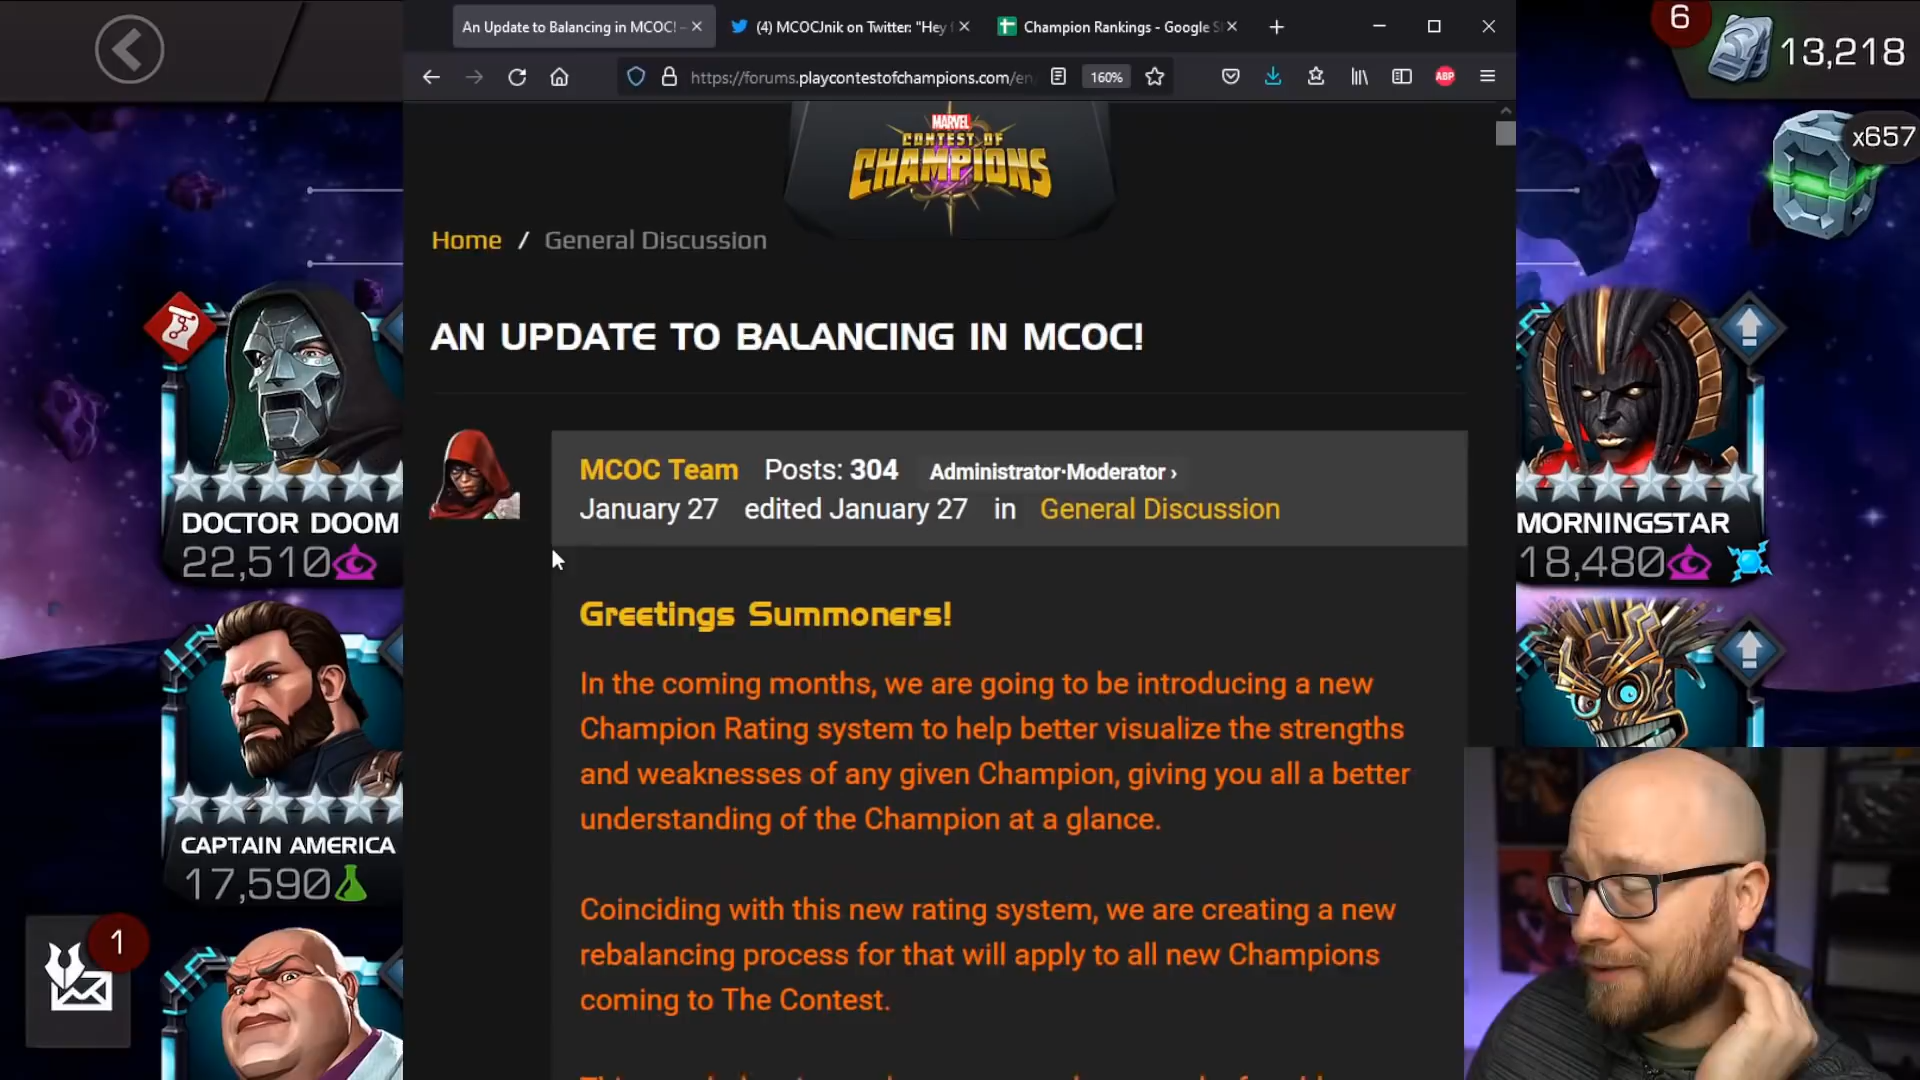 An Update to Balancing in MCOC! -
(4) MCOCJnik on Twitter: "Hey
Champion Rankings - Google
https://forums.playcontestofchampions.com/en
160%
ABP
6
13,218
x657
MARVEL
CONTEST OF
CHAMPIONS
Home / General Discussion
AN UPDATE TO BALANCING IN MCOC!
MCOC Team Posts: 304 Administrator·Moderator ›
January 27 edited January 27 in General Discussion
Greetings Summoners!
In the coming months, we are going to be introducing a new
Champion Rating system to help better visualize the strengths
and weaknesses of any given Champion, giving you all a better
understanding of the Champion at a glance.
Coinciding with this new rating system, we are creating a new
rebalancing process for that will apply to all new Champions
coming to The Contest.
DOCTOR DOOM
22,510
CAPTAIN AMERICA
17,590
1
MORNINGSTAR
18,480